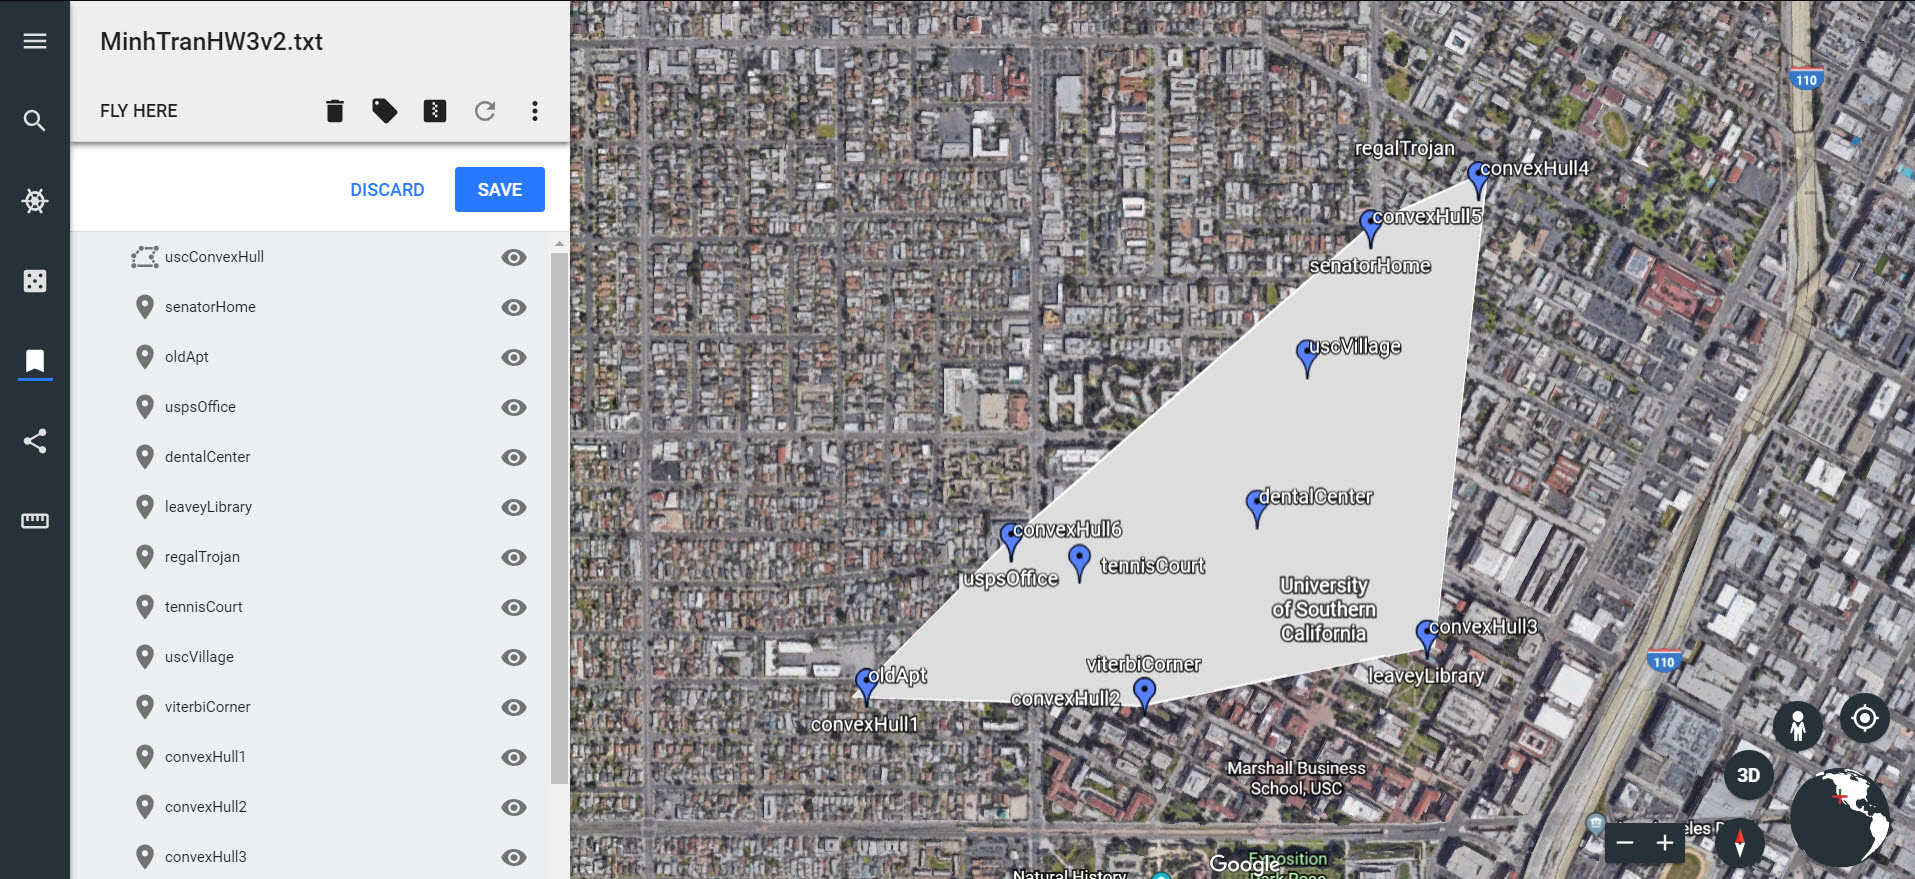 MinhTranHW3v2.txt
FLY HERE
DISCARD
SAVE
uscConvexHull
senatorHome
oldApt
uspsOffice
dentalCenter
leaveyLibrary
regalTrojan
tennisCourt
uscVillage
viterbiCorner
convexHull1
convexHull2
convexHull3
110
regalTrojan
convexHull4
convexHull5
senatorHome
uscVillage
dentalCenter
convexHull6
tennisCourt
uspsOffice
University
of Southern
California
convexHull3
110
viterbiCorner
oldApt
leaveyLibrary
convexHull2
convexHull1
Marshall Business
School, USC
3D
Google
Exposition
Natural History